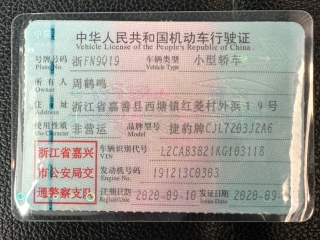 中华人民共和国机动车行驶证
Vehicle License of the People's Republic of China
号牌号码 浙FN9Q19 车辆类型 小型轿车
Plate No. Vehicle Type
所有人 周鹤鸣
Owner
住址 浙江省嘉善县西塘镇红菱村外浜19号
Address
使用性质 非营运 品牌型号 捷豹牌CJL7203J2A6
Use Character Model
浙江省嘉兴
市公安局交
通警察支队
车辆识别代号 L2CAB3B21KG103118
VIN
发动机号码 191213C0303
Engine No.
注册日期 2020-09-10 发证日期 2020-09-
Register Date Issue Date